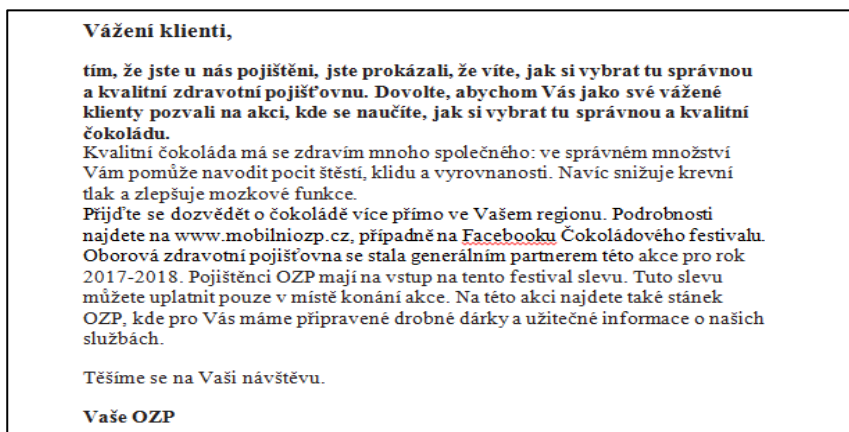 Vážení klienti,
tím, že jste u nás pojištěni, jste prokázali, že víte, jak si vybrat tu správnou
a kvalitní zdravotní pojišťovnu. Dovolte, abychom Vás jako své vážené
klienty pozvali na akci, kde se naučíte, jak si vybrat tu správnou a kvalitní
čokoládu.
Kvalitní čokoláda má se zdravím mnoho společného: ve správném množství
Vám pomůže navodit pocit štěstí, klidu a vyrovnanosti. Navíc snižuje krevní
tlak a zlepšuje mozkové funkce.
Přijďte se dozvědět o čokoládě více přímo ve Vašem regionu. Podrobnosti
najdete na www.mobilniozp.cz, případně na Facebooku Čokoládového festivalu.
Oborová zdravotní pojišťovna se stala generálním partnerem této akce pro rok
2017-2018. Pojištěnci OZP mají na vstup na tento festival slevu. Tuto slevu
můžete uplatnit pouze v místě konání akce. Na této akci najdete také stánek
OZP, kde pro Vás máme připravené drobné dárky a užitečné informace o našich
službách.
Těšíme se na Vaši návštěvu.
Vaše OZP